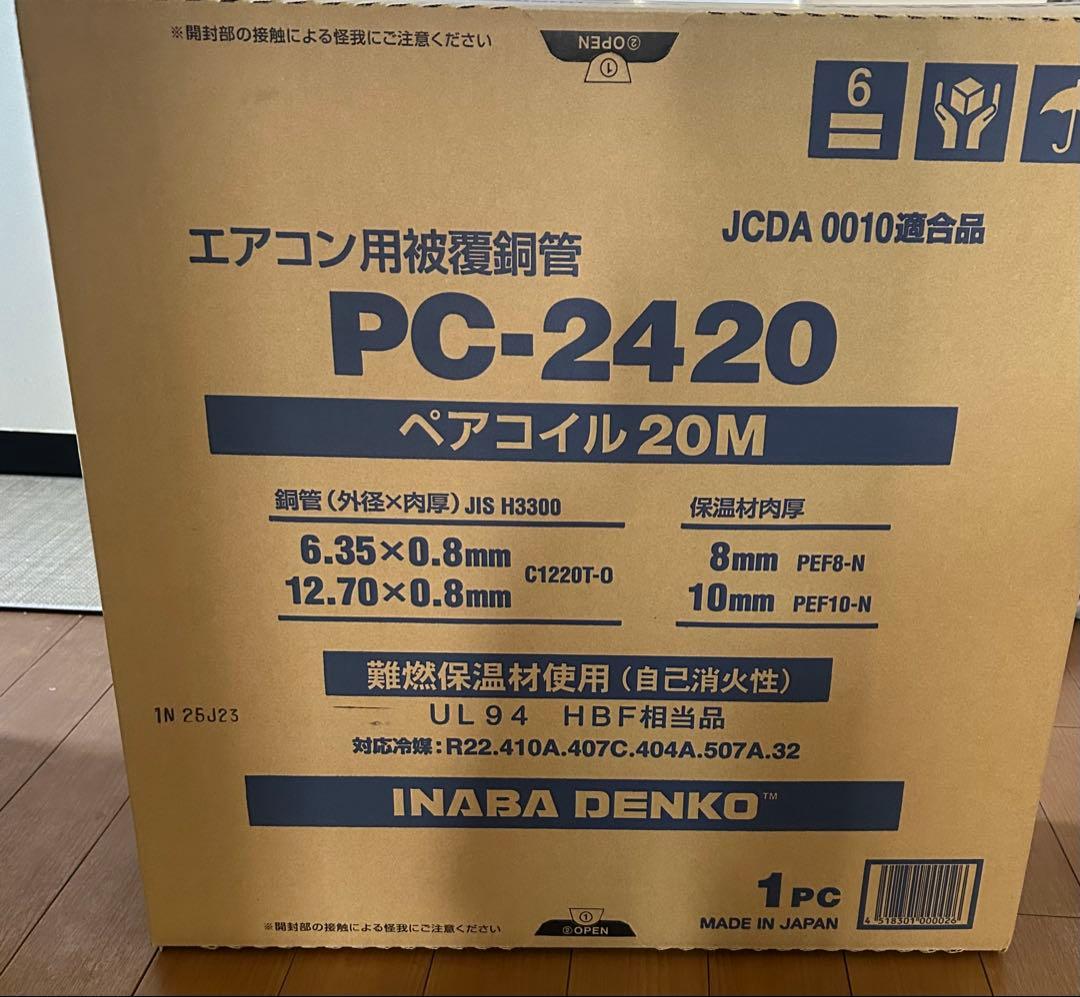 ※開封部の接触による怪我にご注意ください
②OPEN
①
6
JCDA 0010適合品
エアコン用被覆銅管
PC-2420
ペアコイル20M
銅管(外径×肉厚)JIS H3300
6.35×0.8mm
12.70×0.8mm
C1220T-O
保温材肉厚
8mm PEF8-N
10mm PEF10-N
難燃保温材使用(自己消火性)
UL94 HBF相当品
1N 25J23
対応冷媒:R22.410A.407C.404A.507A.32
INABA DENKO™
1PC
MADE IN JAPAN
4 518301 000026
※開封部の接触による怪我にご注意ください
①
②OPEN